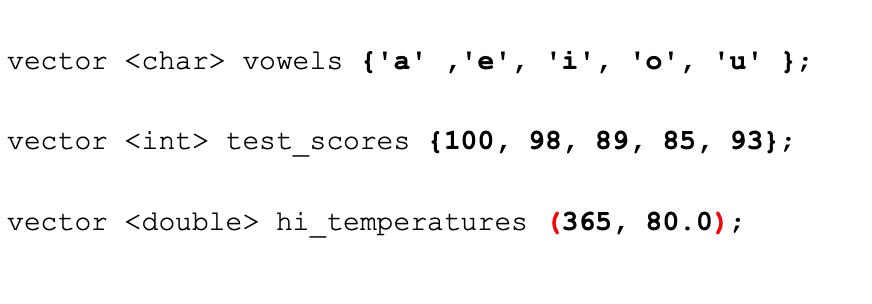 vector <char> vowels {'a' ,'e', 'i', 'o', 'u' };
vector <int> test_scores {100, 98, 89, 85, 93};
vector <double> hi_temperatures (365, 80.0);